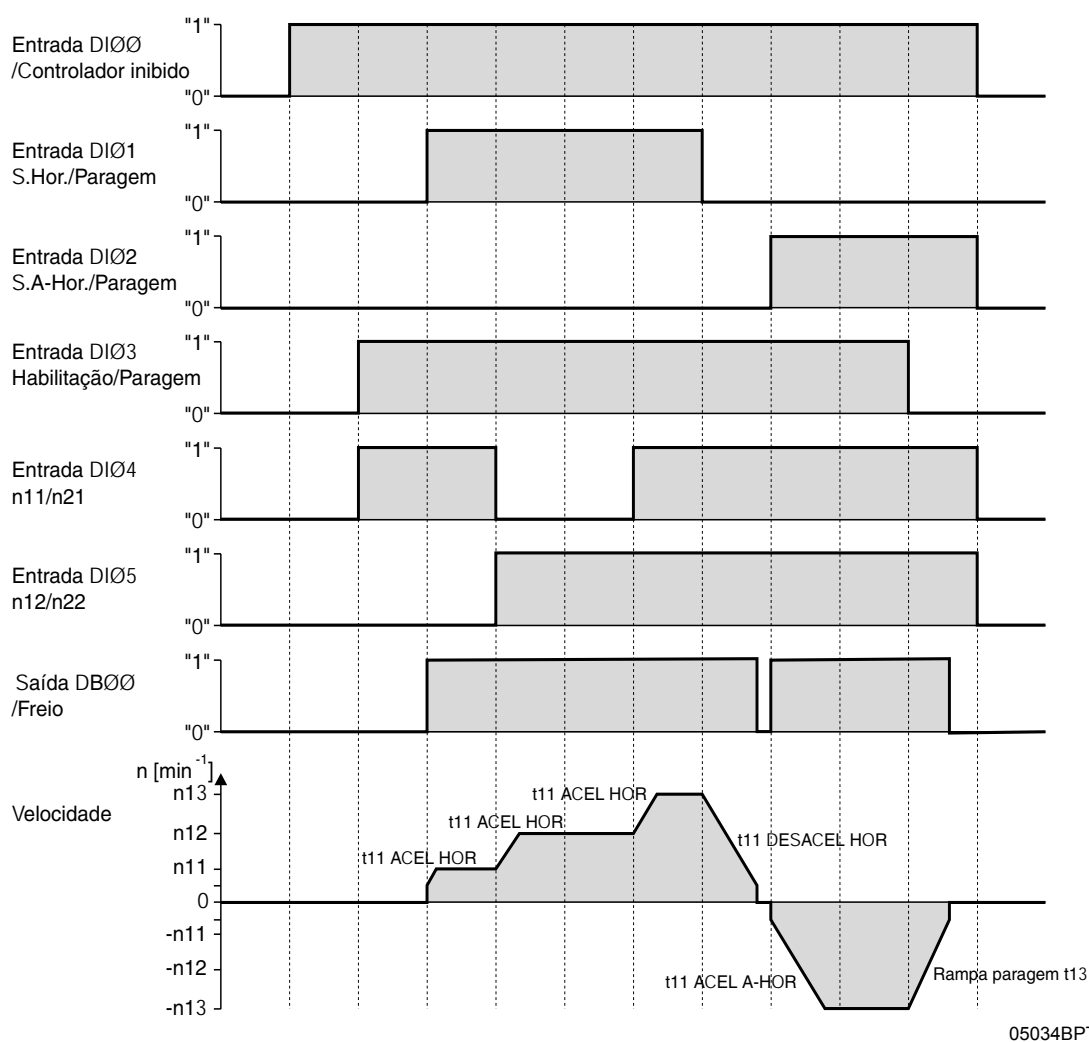 "1"
Entrada DIØØ
/Controlador inibido
"0"
"1"
Entrada DIØ1
S.Hor./Paragem
"0"
"1"
Entrada DIØ2
S.A-Hor./Paragem
"0"
"1"
Entrada DIØ3
Habilitação/Paragem
"0"
"1"
Entrada DIØ4
n11/n21
"0"
"1"
Entrada DIØ5
n12/n22
"0"
"1"
Saída DBØØ
/Freio
"0"
n [min⁻¹]
Velocidade
n13
n12
n11
0
-n11
-n12
-n13
t11 ACEL HOR
t11 ACEL HOR
t11 ACEL HOR
t11 DESACEL HOR
t11 ACEL A-HOR
Rampa paragem t13